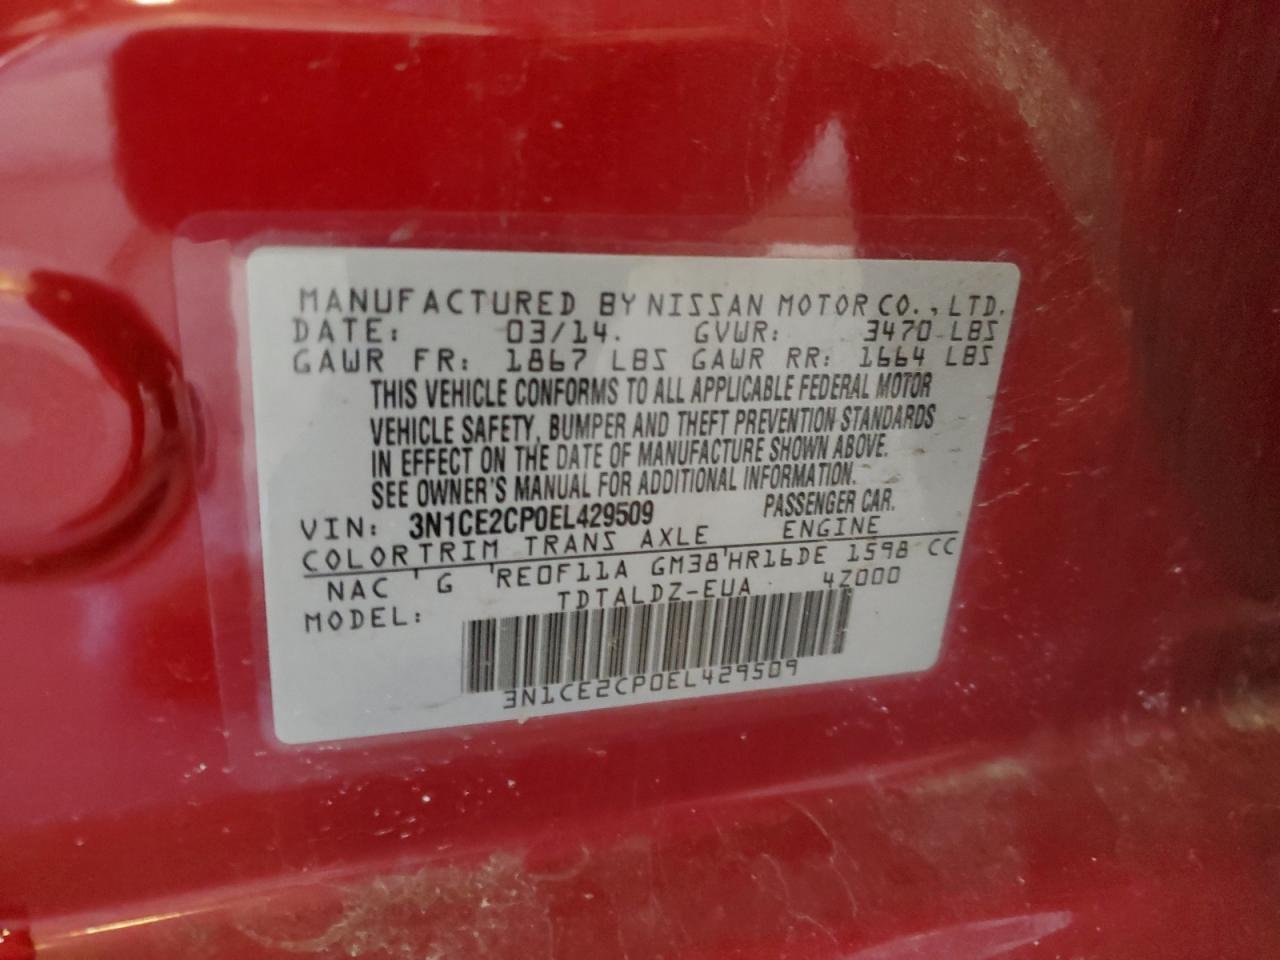 MANUFACTURED BY NISSAN MOTOR CO., LTD.
DATE: 03/14. GVWR: 3470 LBS
GAWR FR: 1867 LBS GAWR RR: 1664 LBS
THIS VEHICLE CONFORMS TO ALL APPLICABLE FEDERAL MOTOR
VEHICLE SAFETY, BUMPER AND THEFT PREVENTION STANDARDS
IN EFFECT ON THE DATE OF MANUFACTURE SHOWN ABOVE.
SEE OWNER'S MANUAL FOR ADDITIONAL INFORMATION.
VIN: 3N1CE2CP0EL429509 PASSENGER CAR.
COLOR TRIM TRANS AXLE ENGINE
NAC ' G 'RE0F11A GM38'HR16DE 1598 CC
MODEL: TDTALDZ-EUA 4Z000
3N1CE2CP0EL429509